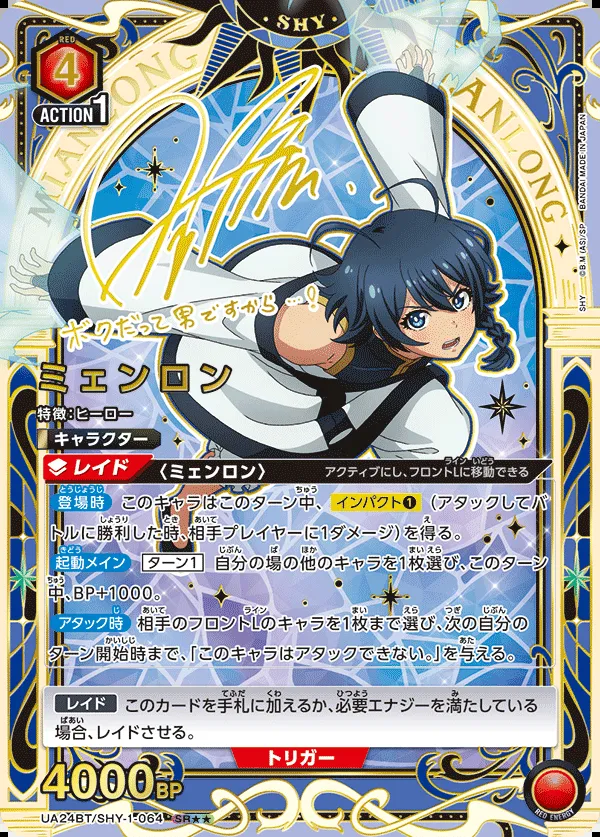 SHY
RED
4
ACTION 1
MIANLONG
MIANLONG
SHY ©B.M (AS)/SP BANDAI MADE IN JAPAN
ボクだって男ですから…!
ミェンロン
特徴:ヒーロー
キャラクター
レイド 〈ミェンロン〉 アクティブにし、フロントLに移動できる
登場時 このキャラはこのターン中、インパクト❶（アタックしてバ
トルに勝利した時、相手プレイヤーに1ダメージ）を得る。
起動メイン ターン1 自分の場の他のキャラを1枚選び、このターン
中、BP+1000。
アタック時 相手のフロントLのキャラを1枚まで選び、次の自分の
ターン開始時まで、「このキャラはアタックできない。」を与える。
レイド このカードを手札に加えるか、必要エナジーを満たしている
場合、レイドさせる。
トリガー
4000BP
RED ENERGY
UA24BT/SHY-1-064 SR★★